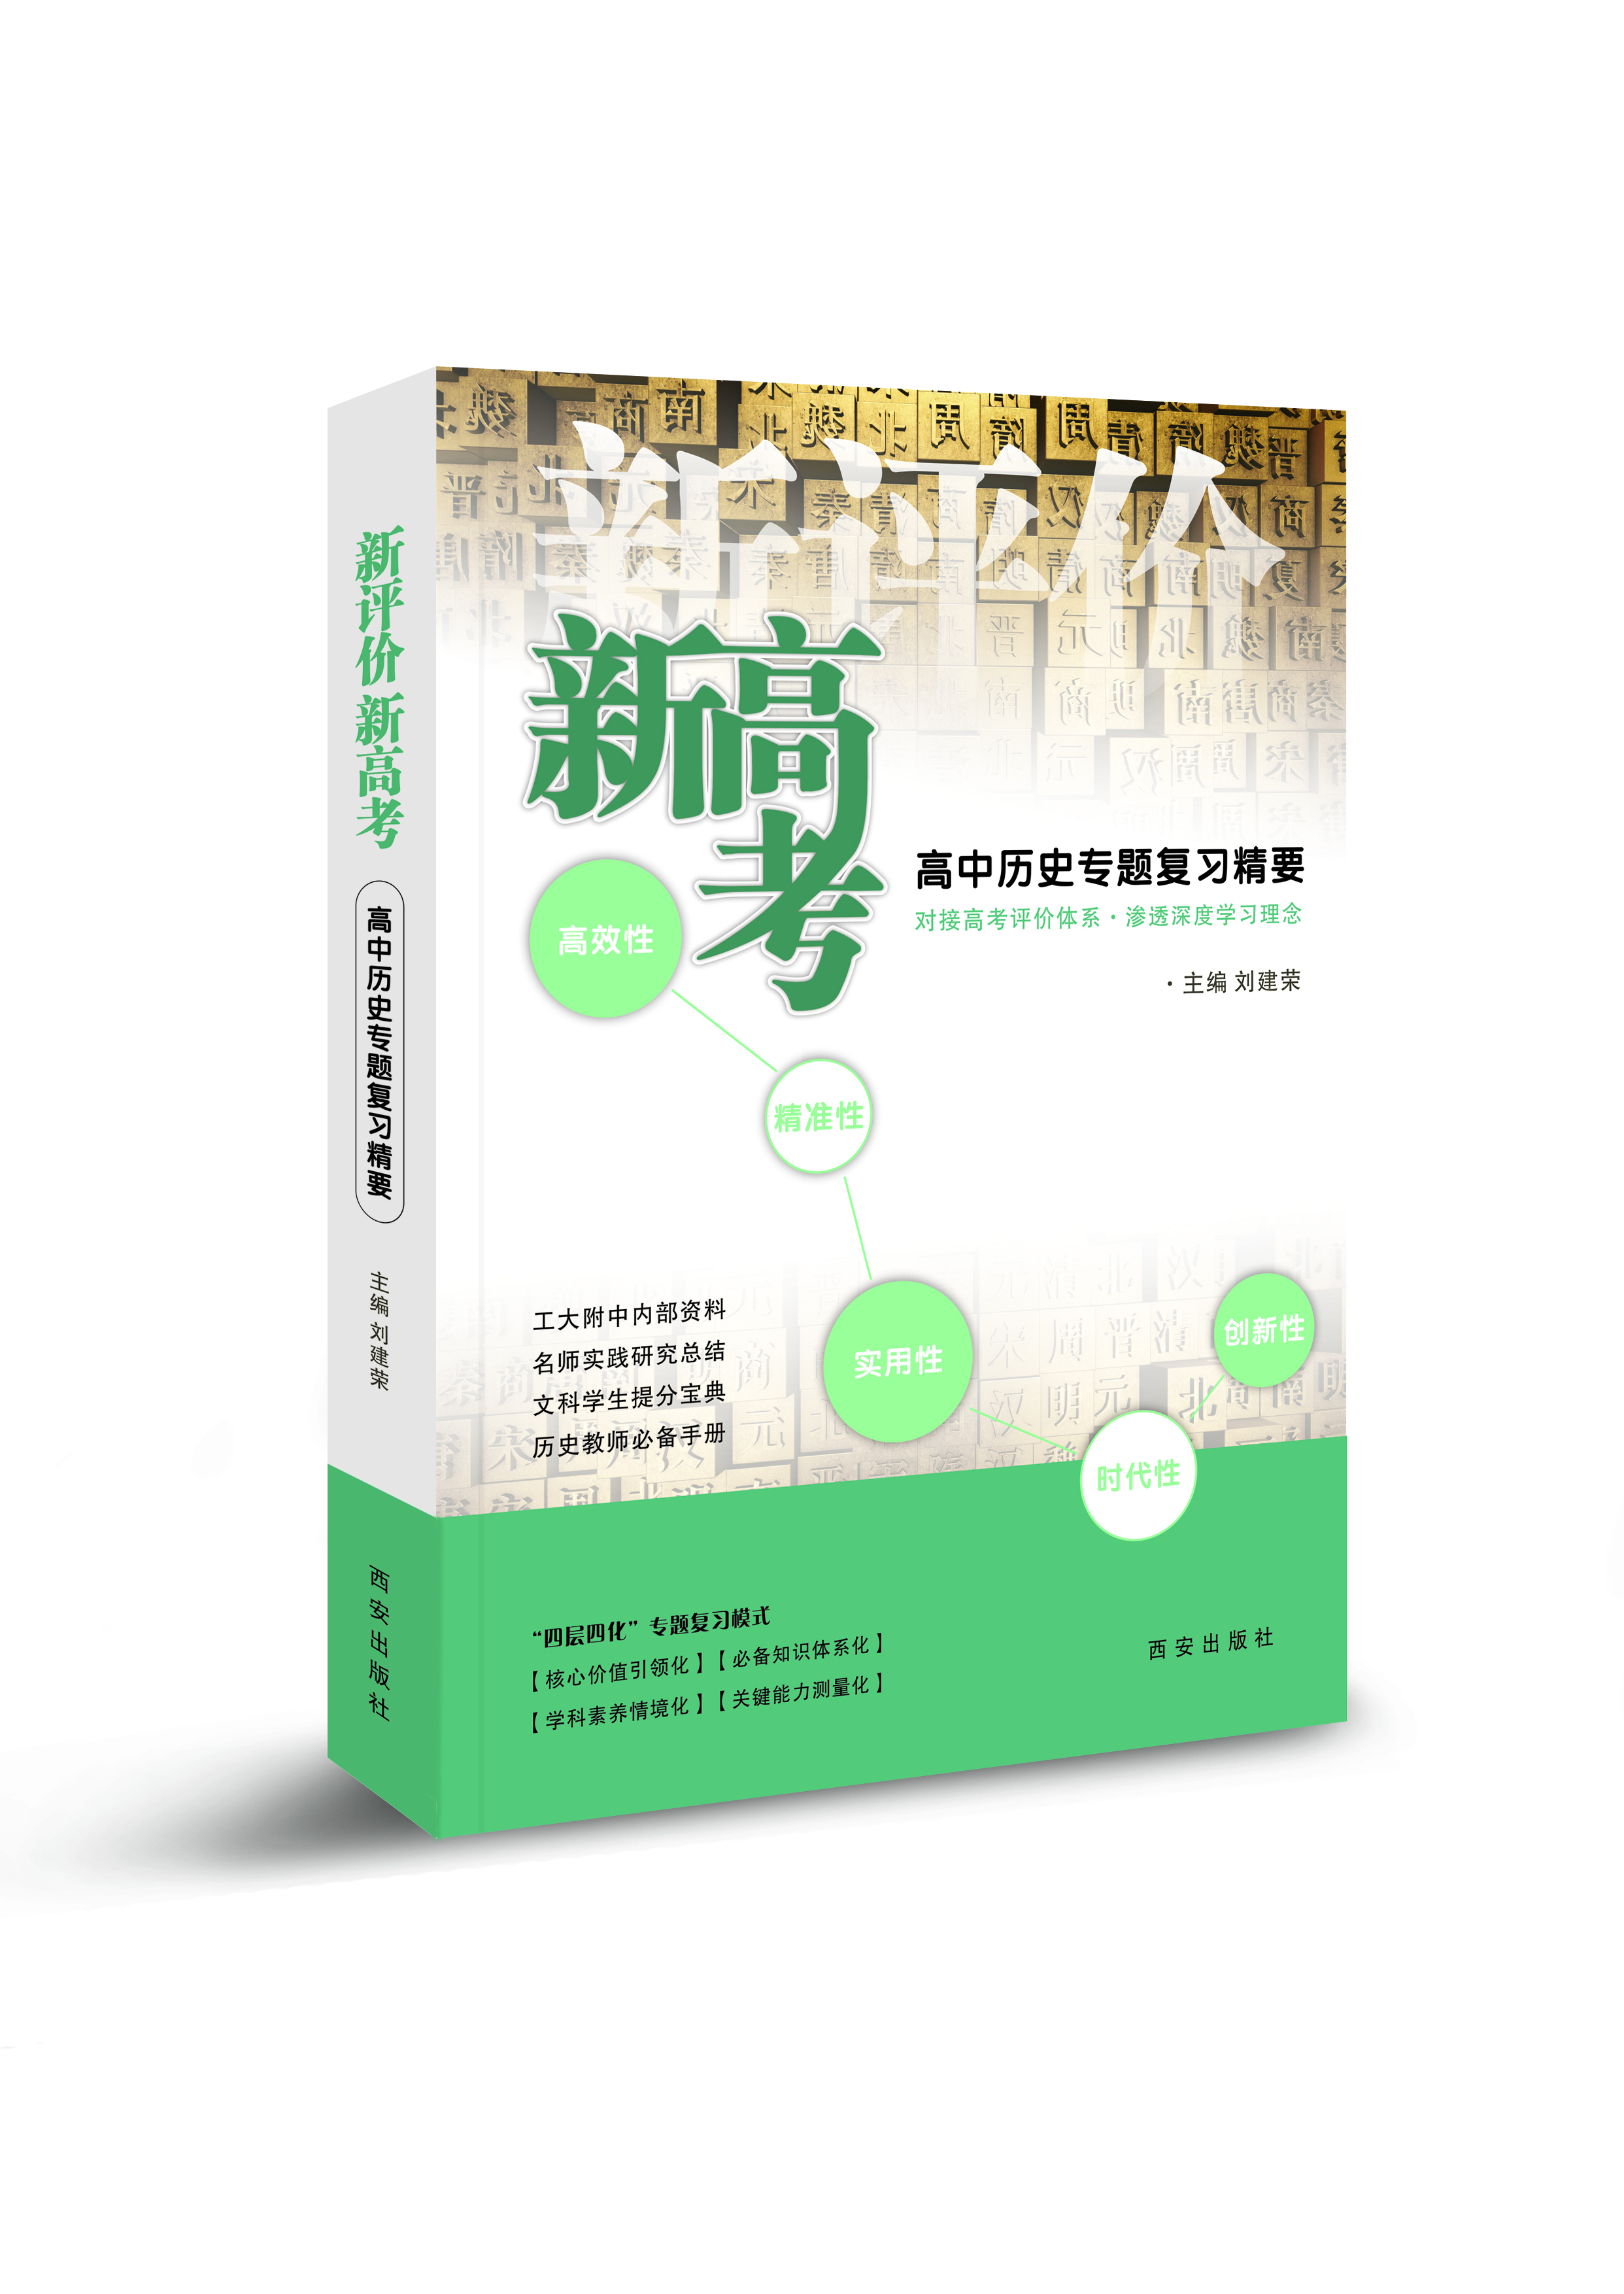 新评价 新高考
高中历史专题复习精要
主编 刘建荣
西安出版社
新评价
新高考
高中历史专题复习精要
对接高考评价体系·渗透深度学习理念
·主编 刘建荣
高效性
精准性
实用性
时代性
创新性
工大附中内部资料
名师实践研究总结
文科学生提分宝典
历史教师必备手册
“四层四化”专题复习模式
【核心价值引领化】【必备知识体系化】
【学科素养情境化】【关键能力测量化】
西安出版社